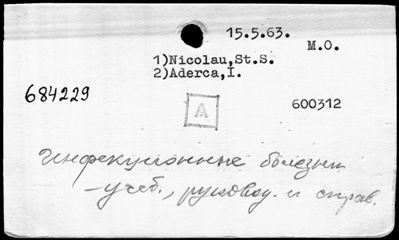 15.5.63.
M.O.
1)Nicolau,St.S.
2)Aderca,I.
684229
A
600312
Инфекционные болезни
– учеб., руковод. и справ.